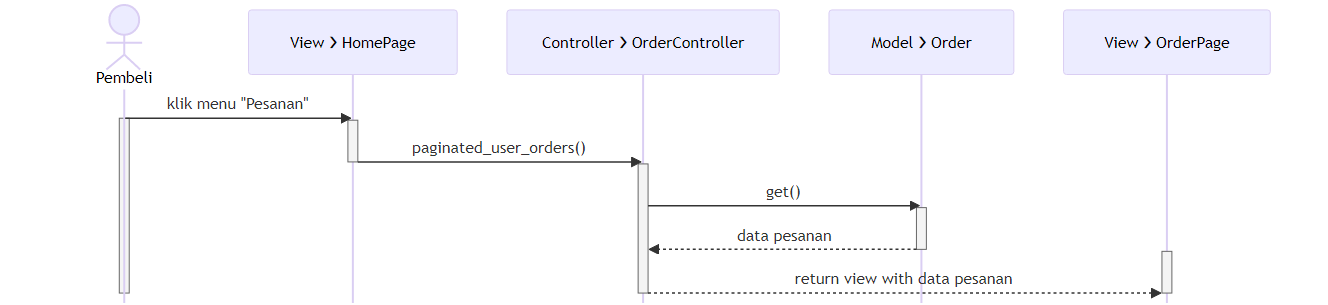 Pembeli
View ❯ HomePage
Controller ❯ OrderController
Model ❯ Order
View ❯ OrderPage
klik menu "Pesanan"
paginated_user_orders()
get()
data pesanan
return view with data pesanan